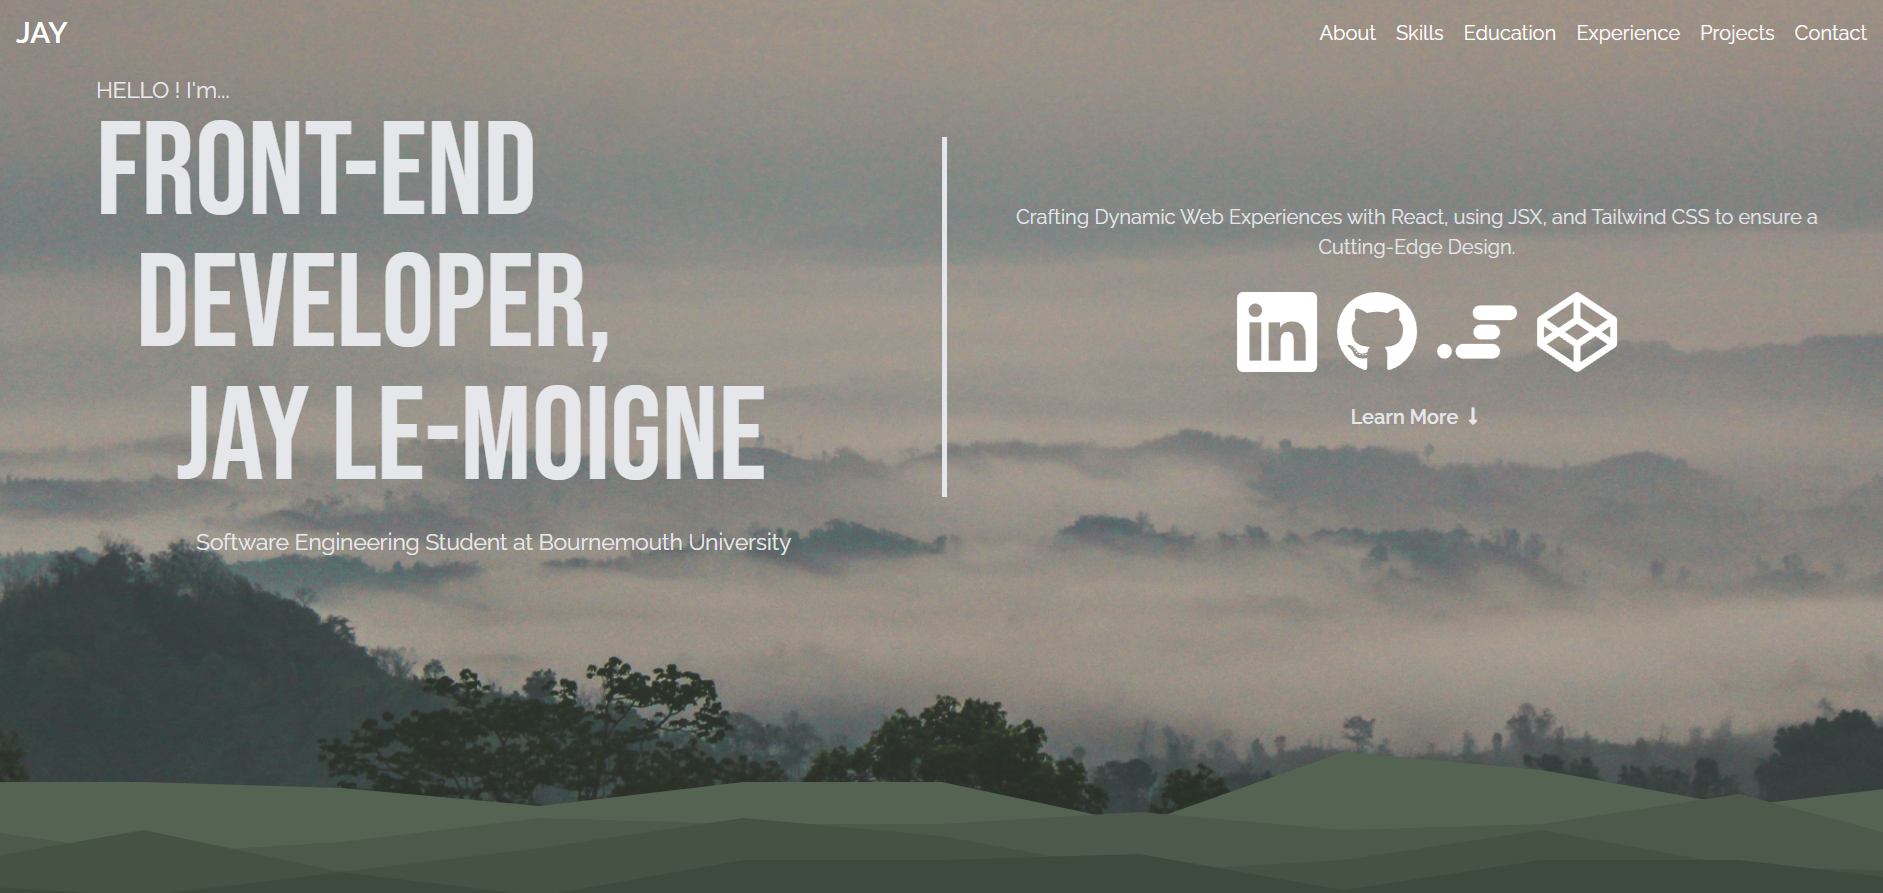 JAY
About Skills Education Experience Projects Contact
HELLO ! I'm...
FRONT-END
DEVELOPER,
JAY LE-MOIGNE
Software Engineering Student at Bournemouth University
Crafting Dynamic Web Experiences with React, using JSX, and Tailwind CSS to ensure a
Cutting-Edge Design.
in
Learn More